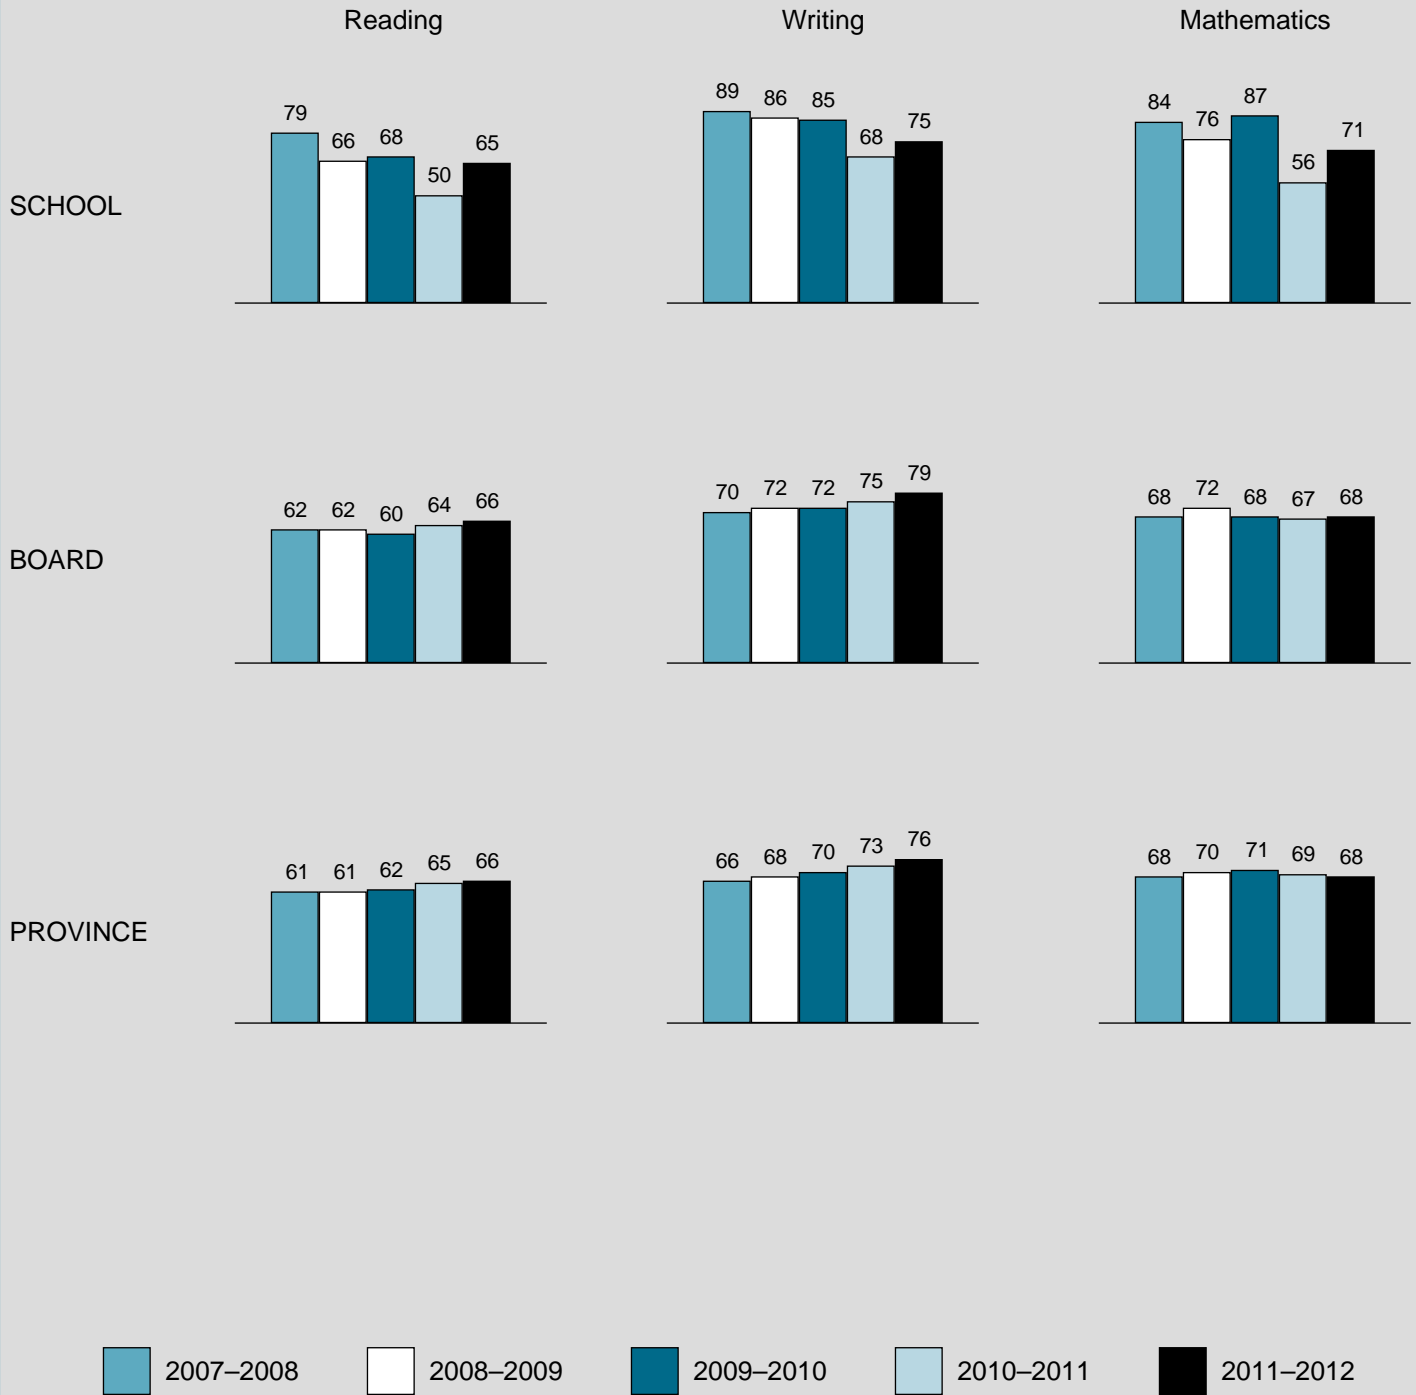 Reading Writing Mathematics
SCHOOL
79 66 68 50 65
89 86 85 68 75
84 76 87 56 71
BOARD
62 62 60 64 66
70 72 72 75 79
68 72 68 67 68
PROVINCE
61 61 62 65 66
66 68 70 73 76
68 70 71 69 68
2007–2008 2008–2009 2009–2010 2010–2011 2011–2012